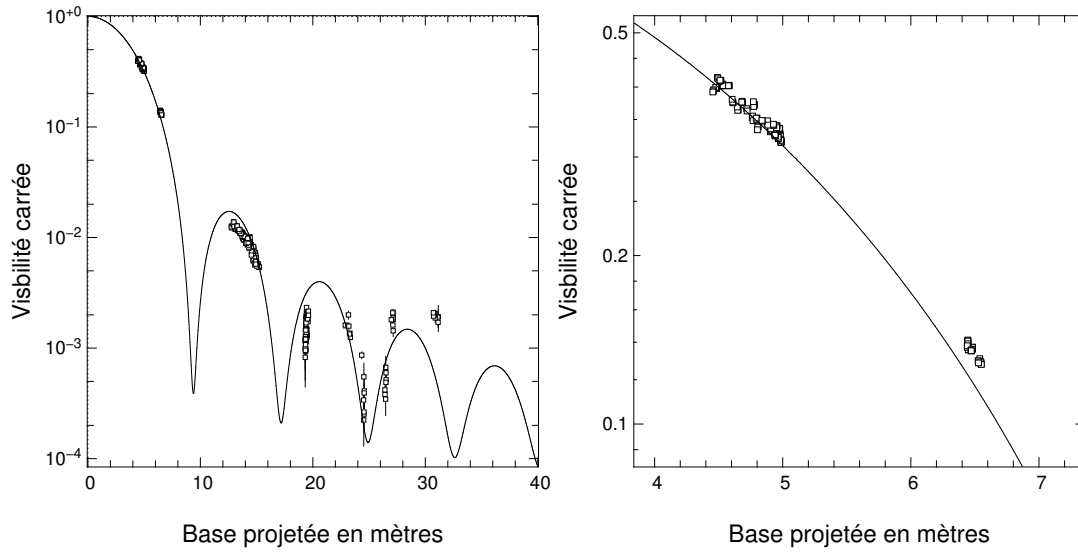 Visbilité carrée
10+0
10−1
10−2
10−3
10−4
0 10 20 30 40
Base projetée en mètres
Visbilité carrée
0.5
0.2
0.1
4 5 6 7
Base projetée en mètres